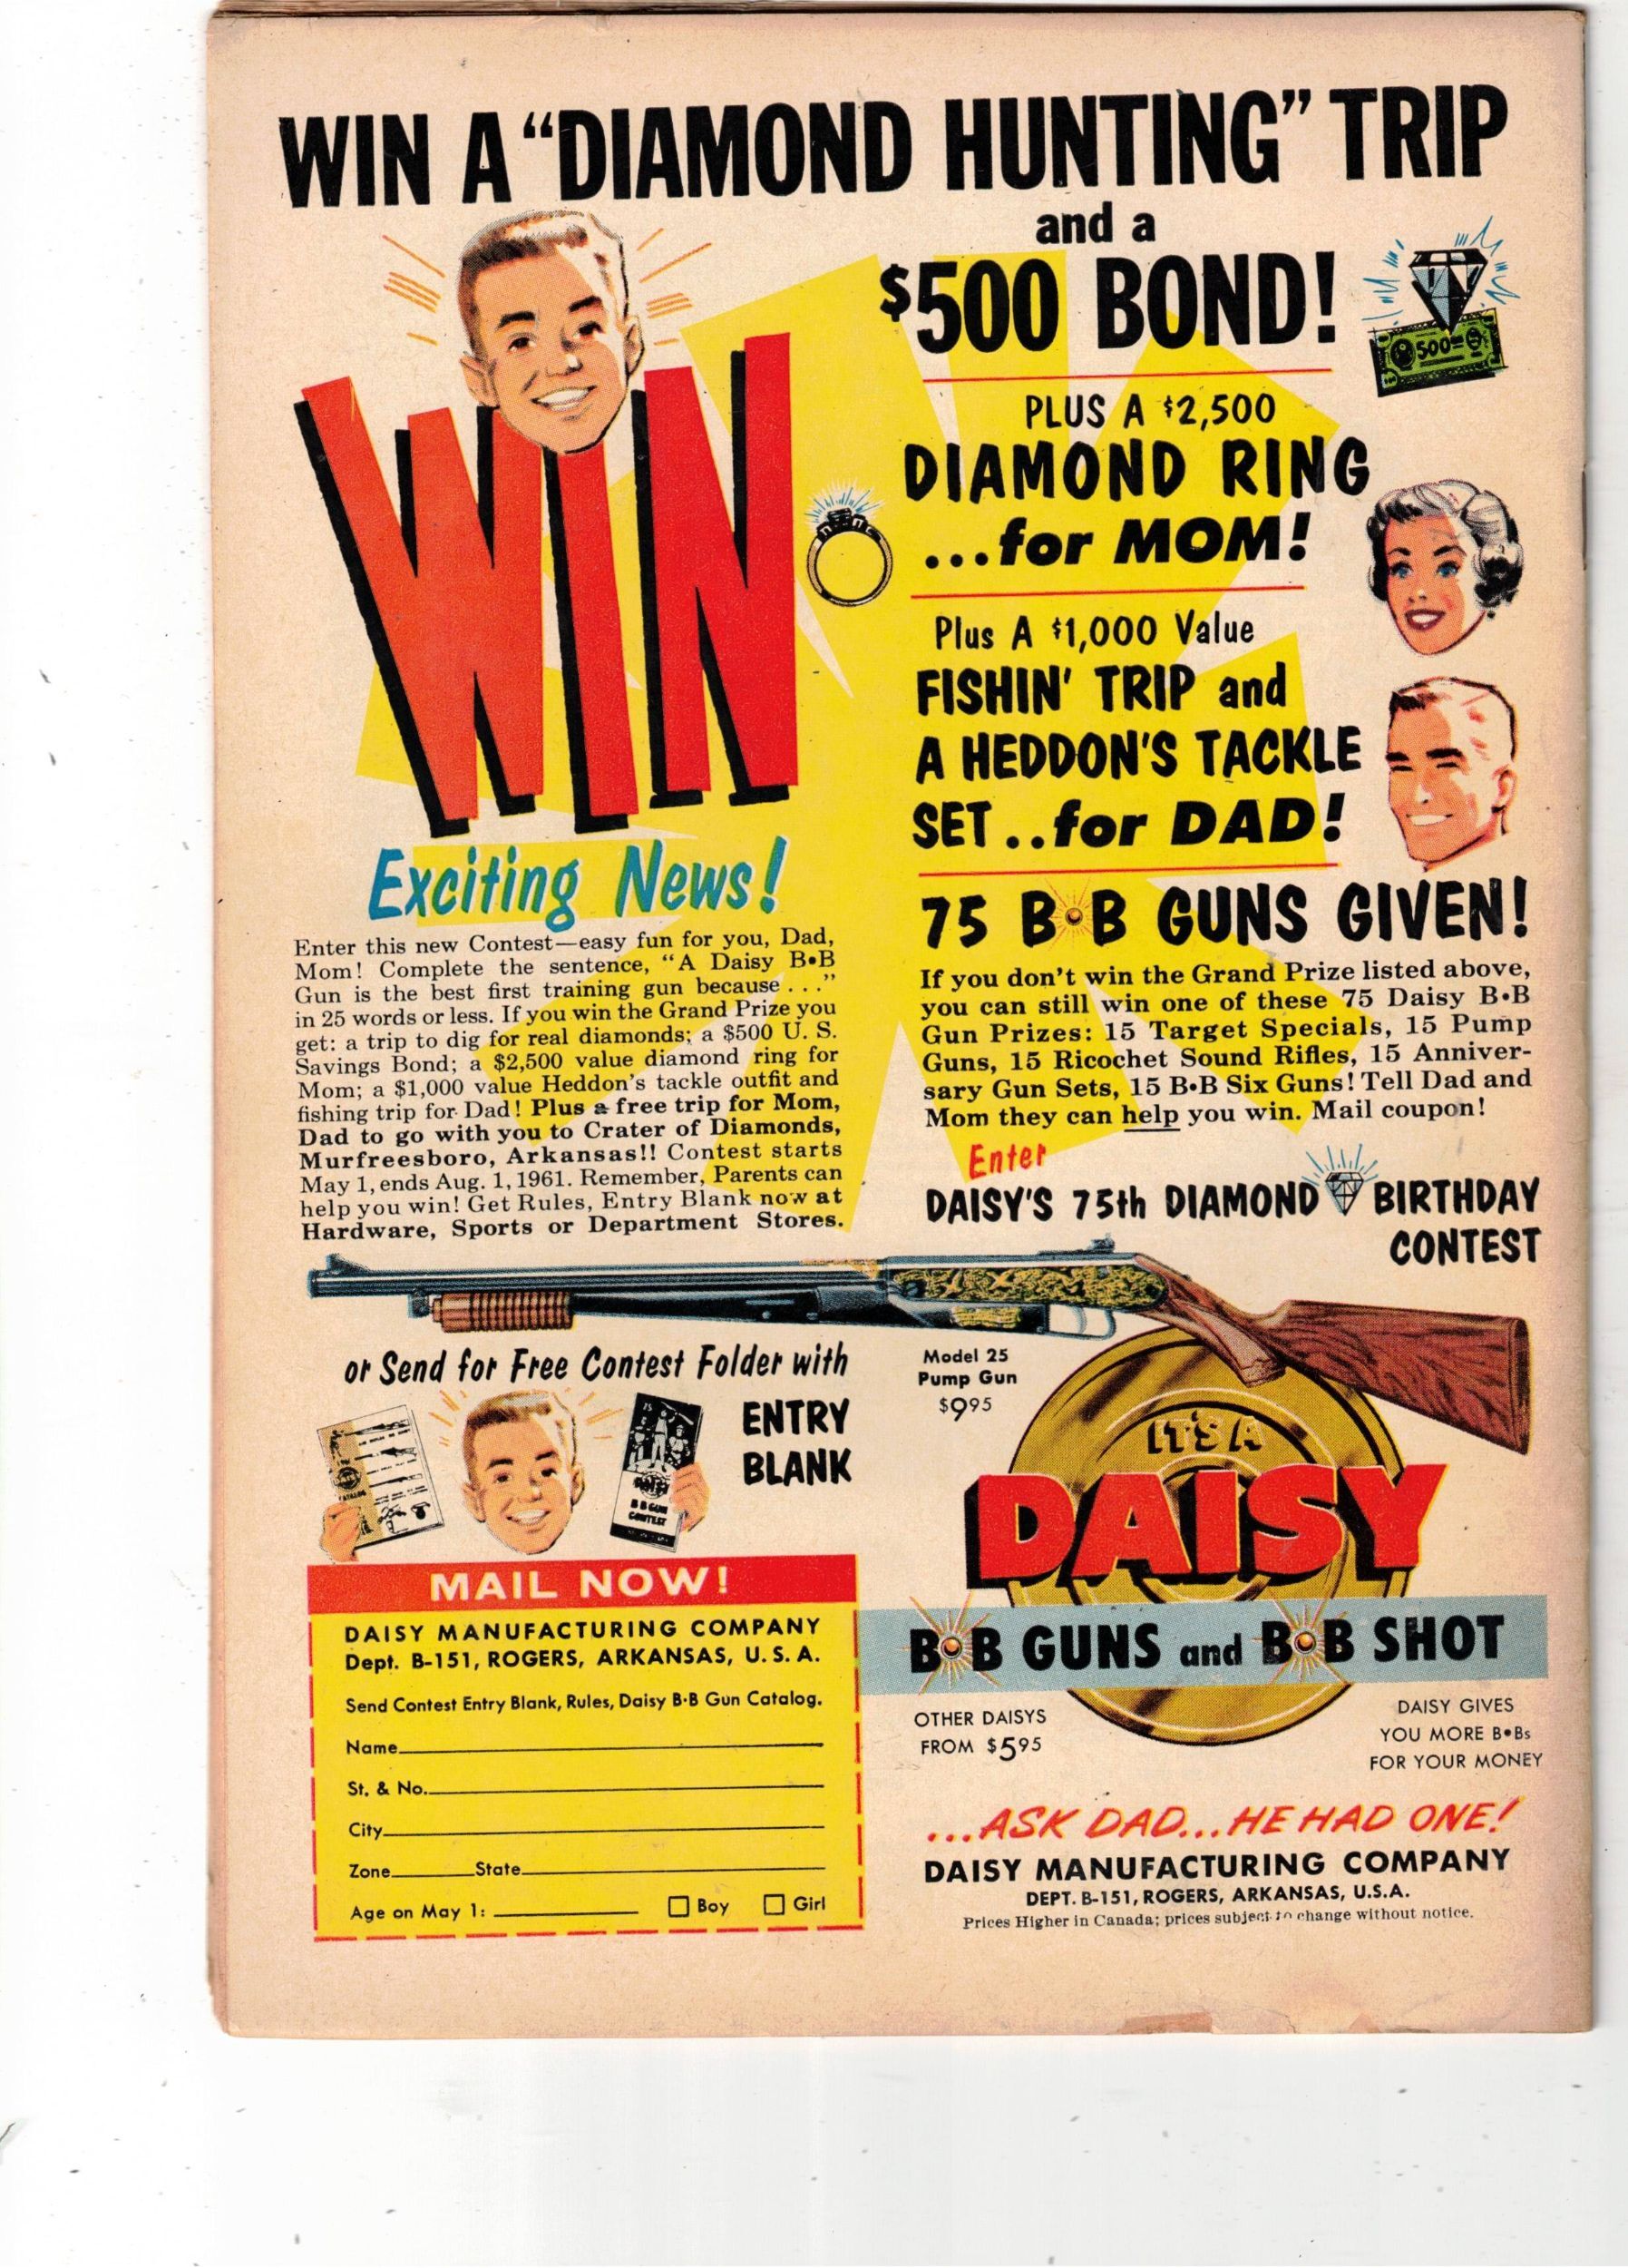 WIN A “DIAMOND HUNTING” TRIP
and a
$500 BOND!
500
WIN
PLUS A $2,500
DIAMOND RING
...for MOM!
Plus A $1,000 Value
FISHIN' TRIP and
A HEDDON'S TACKLE
SET..for DAD!
Exciting News!
Enter this new Contest—easy fun for you, Dad,
Mom! Complete the sentence, “A Daisy B•B
Gun is the best first training gun because . . .”
in 25 words or less. If you win the Grand Prize you
get: a trip to dig for real diamonds; a $500 U. S.
Savings Bond; a $2,500 value diamond ring for
Mom; a $1,000 value Heddon's tackle outfit and
fishing trip for Dad! Plus a free trip for Mom,
Dad to go with you to Crater of Diamonds,
Murfreesboro, Arkansas!! Contest starts
May 1, ends Aug. 1, 1961. Remember, Parents can
help you win! Get Rules, Entry Blank now at
Hardware, Sports or Department Stores.
75 B•B GUNS GIVEN!
If you don't win the Grand Prize listed above,
you can still win one of these 75 Daisy B•B
Gun Prizes: 15 Target Specials, 15 Pump
Guns, 15 Ricochet Sound Rifles, 15 Anniver-
sary Gun Sets, 15 B•B Six Guns! Tell Dad and
Mom they can help you win. Mail coupon!
Enter
DAISY'S 75th DIAMOND BIRTHDAY
CONTEST
or Send for Free Contest Folder with
ENTRY
BLANK
CATALOG
75
DAISY
B B GUN
CONTEST
Model 25
Pump Gun
$995
IT'S A
DAISY
B•B GUNS and B•B SHOT
OTHER DAISYS
FROM $595
DAISY GIVES
YOU MORE B•Bs
FOR YOUR MONEY
MAIL NOW!
DAISY MANUFACTURING COMPANY
Dept. B-151, ROGERS, ARKANSAS, U. S. A.
Send Contest Entry Blank, Rules, Daisy B•B Gun Catalog.
Name
St. & No.
City
Zone State
Age on May 1: Boy Girl
...ASK DAD...HE HAD ONE!
DAISY MANUFACTURING COMPANY
DEPT. B-151, ROGERS, ARKANSAS, U.S.A.
Prices Higher in Canada; prices subject to change without notice.